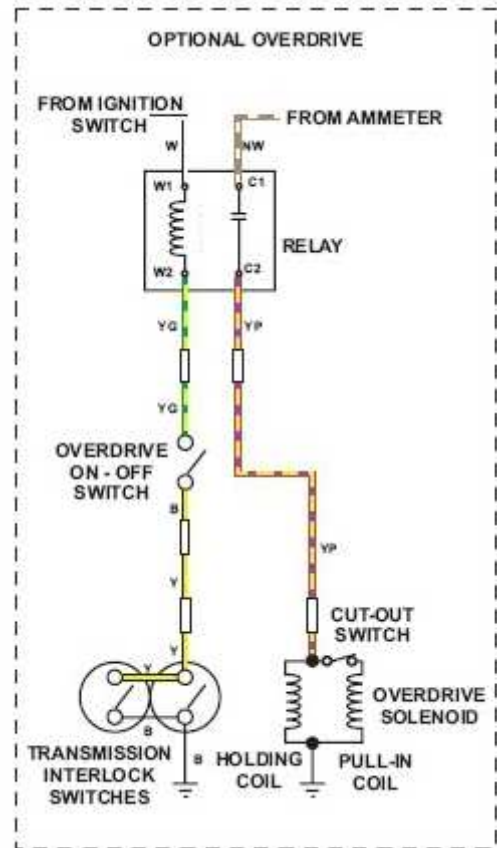 OPTIONAL OVERDRIVE
FROM IGNITION
SWITCH
FROM AMMETER
W
NW
W1
C1
RELAY
W2
C2
YG
YP
YG
OVERDRIVE
ON - OFF
SWITCH
B
Y
YP
Y
CUT-OUT
SWITCH
Y
B
OVERDRIVE
SOLENOID
TRANSMISSION
INTERLOCK
SWITCHES
B
HOLDING
COIL
PULL-IN
COIL